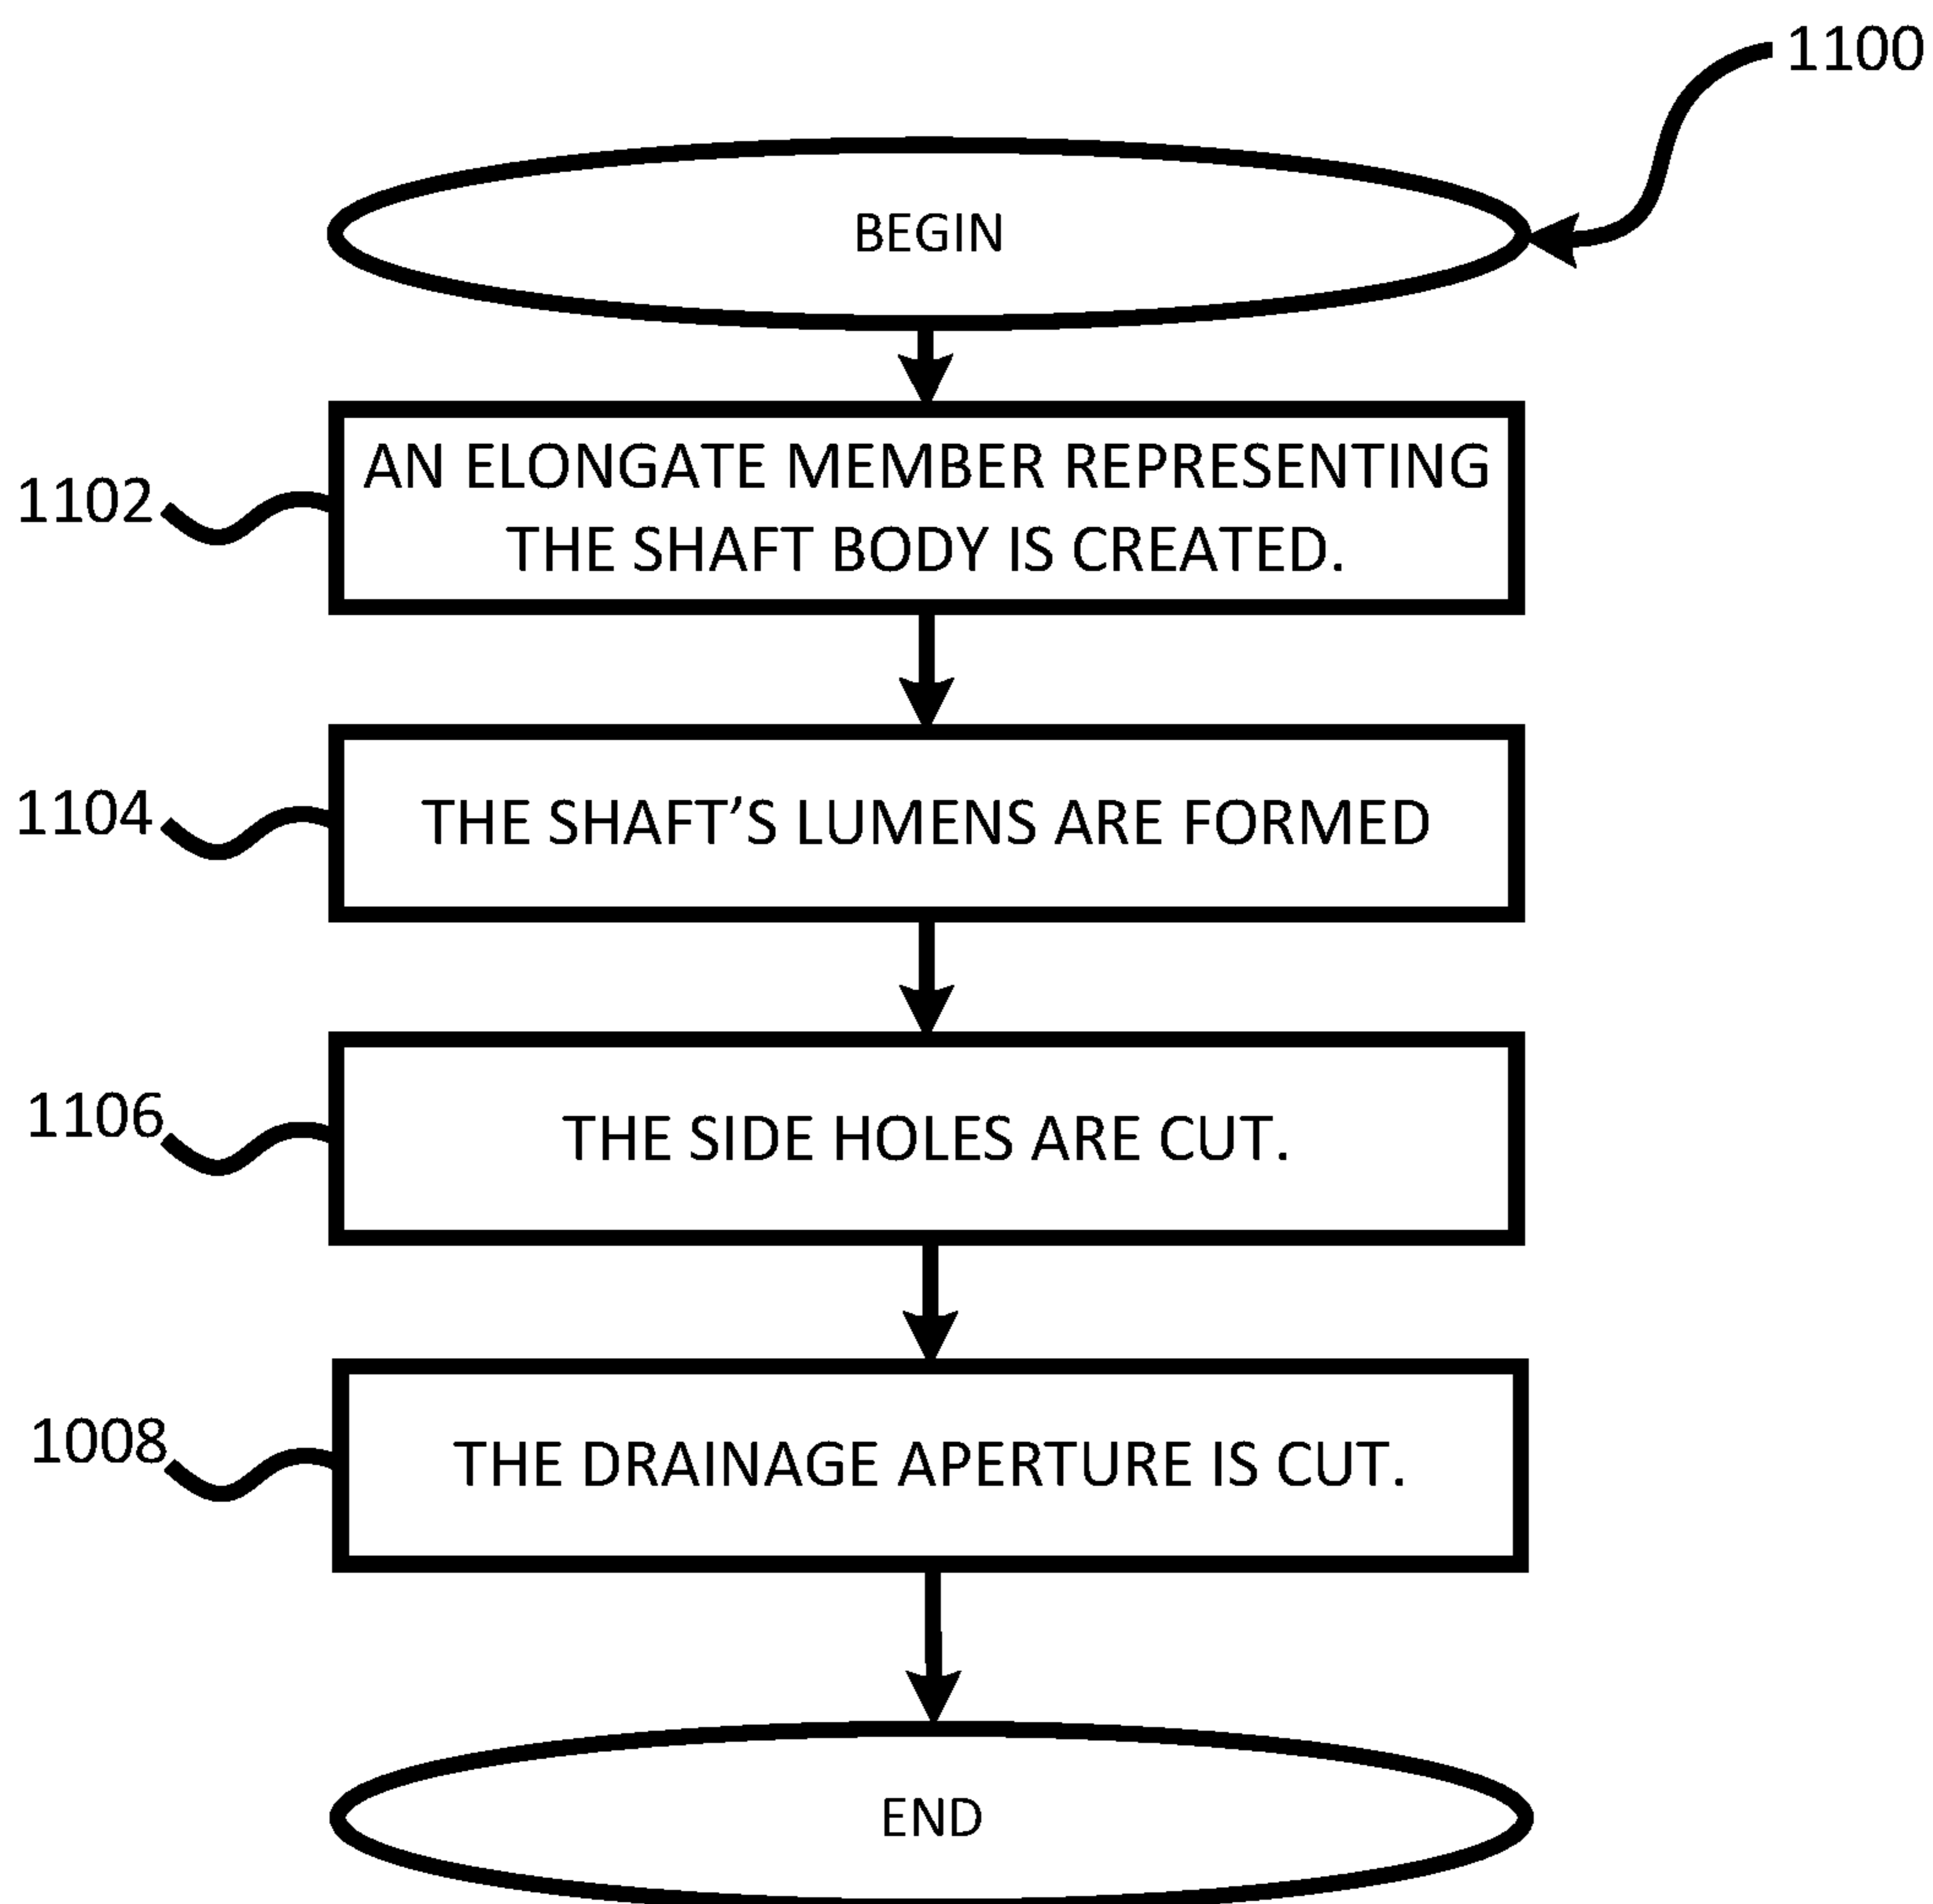 1100
BEGIN
1102
AN ELONGATE MEMBER REPRESENTING
THE SHAFT BODY IS CREATED.
1104
THE SHAFT’S LUMENS ARE FORMED
1106
THE SIDE HOLES ARE CUT.
1008
THE DRAINAGE APERTURE IS CUT.
END